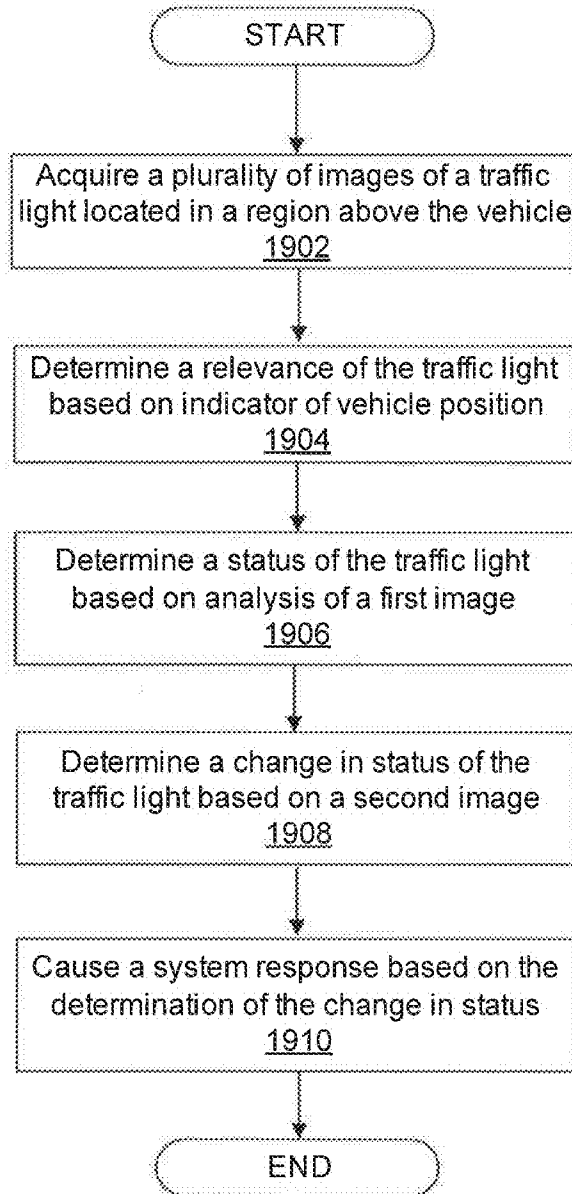 START
Acquire a plurality of images of a traffic
light located in a region above the vehicle
1902
Determine a relevance of the traffic light
based on indicator of vehicle position
1904
Determine a status of the traffic light
based on analysis of a first image
1906
Determine a change in status of the
traffic light based on a second image
1908
Cause a system response based on the
determination of the change in status
1910
END